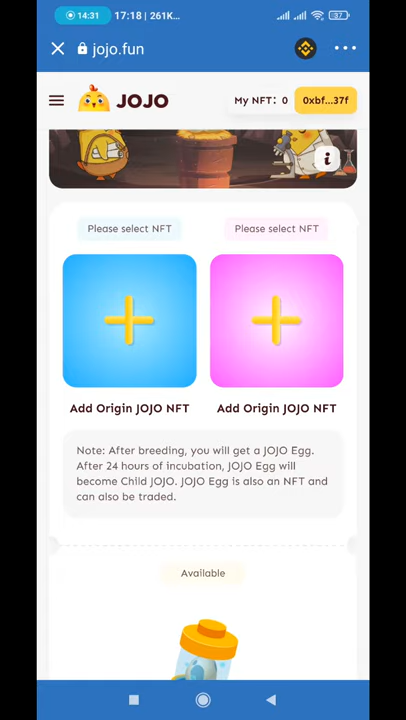 14:31
17:18 | 261K...
37
jojo.fun
JOJO
My NFT: 0
0xbf...37f
i
Please select NFT
Please select NFT
Add Origin JOJO NFT
Add Origin JOJO NFT
Note: After breeding, you will get a JOJO Egg.
After 24 hours of incubation, JOJO Egg will
become Child JOJO. JOJO Egg is also an NFT and
can also be traded.
Available